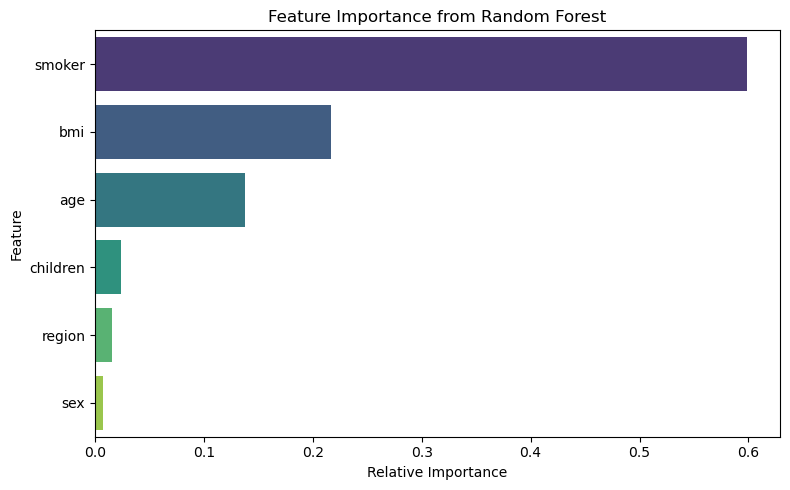 Feature Importance from Random Forest
smoker
bmi
age
children
region
sex
Feature
0.0 0.1 0.2 0.3 0.4 0.5 0.6
Relative Importance